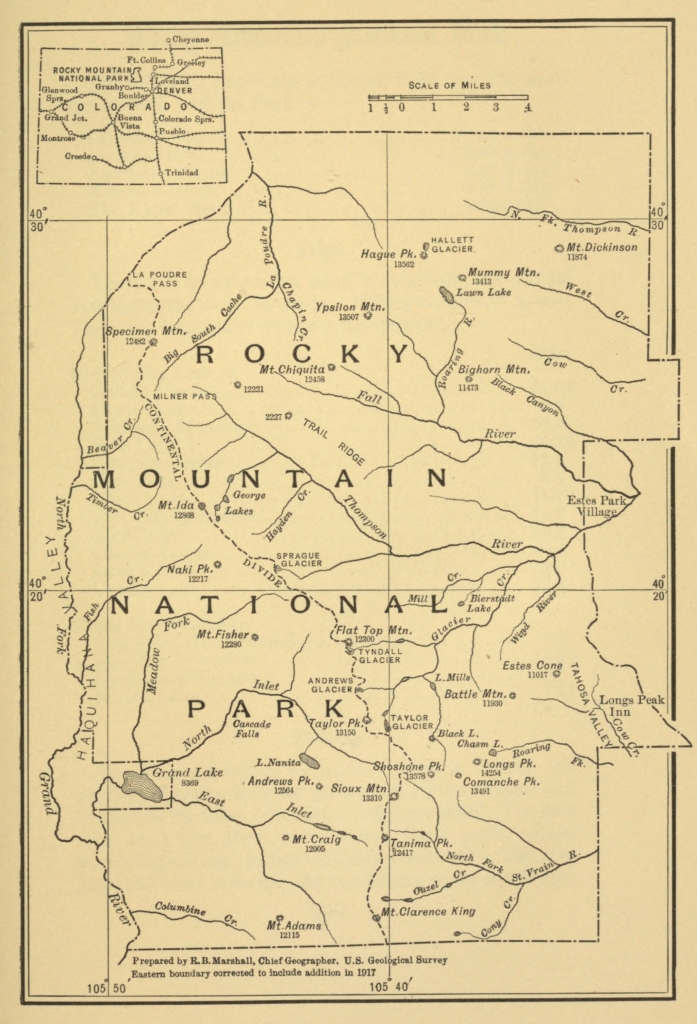 Cheyenne
Ft. Collins
Greeley
ROCKY MOUNTAIN
NATIONAL PARK
Loveland
Granby
DENVER
Glenwood
Sprs.
Boulder
COLORADO
Grand Jct.
Buena
Vista
Colorado Sprs.
Montrose
Pueblo
Creede
Trinidad
SCALE OF MILES
1 ½ 0 1 2 3 4
40°
30'
40°
30'
N. Fk. Thompson R.
La Poudre R.
HALLETT
GLACIER
Hague Pk.
13562
Mt. Dickinson
11874
LA POUDRE
PASS
Mummy Mtn.
13413
Lawn Lake
West Cr.
Chapin Cr.
Ypsilon Mtn.
13507
Big South Cache
Specimen Mtn.
12482
Roaring R.
ROCKY
Cow Cr.
Mt. Chiquita
12458
Bighorn Mtn.
11473
12221
Black Canyon
MILNER PASS
Fall River
2227
TRAIL RIDGE
CONTINENTAL
Beaver Cr.
MOUNTAIN
Timber Cr.
George
Lakes
Mt. Ida
12868
Hayden Cr.
Thompson River
Estes Park
Village
North Fork
HAIQUIHANA VALLEY
SPRAGUE
GLACIER
DIVIDE
Naki Pk.
12217
Fish Cr.
40°
20'
40°
20'
Mill Cr.
Bierstadt
Lake
NATIONAL
Glacier Cr.
Wind River
Fork
Meadow
Mt. Fisher
12280
Flat Top Mtn.
12300
TYNDALL
GLACIER
Estes Cone
11017
ANDREWS
GLACIER
L. Mills
Battle Mtn.
11930
TAHOSA VALLEY
Longs Peak
Inn
Cow Cr.
North Inlet
PARK
Cascade
Falls
Taylor Pk.
13150
TAYLOR
GLACIER
Black L.
Chasm L.
Roaring Fk.
L. Nanita
Shoshone Pk.
13578
Longs Pk.
14254
Comanche Pk.
13491
Grand Lake
8369
Andrews Pk.
12564
Sioux Mtn.
13310
Grand River
East Inlet
Mt. Craig
12005
Tanima Pk.
12417
North Fork St. Vrain R.
Ouzel Cr.
Columbine Cr.
Mt. Adams
12115
Mt. Clarence King
Cony Cr.
Prepared by R.B. Marshall, Chief Geographer, U.S. Geological Survey
Eastern boundary corrected to include addition in 1917
105° 50'
105° 40'